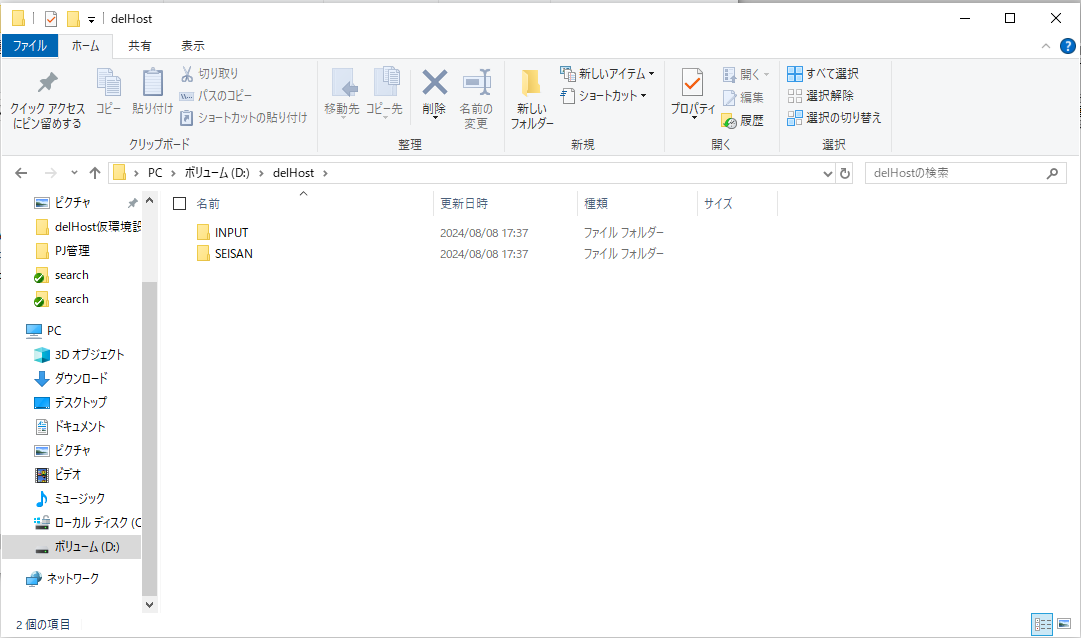 delHost
ファイル ホーム 共有 表示
クイック アクセス
にピン留めする
コピー
貼り付け
切り取り
パスのコピー
ショートカットの貼り付け
クリップボード
移動先
コピー先
削除
名前の
変更
整理
新しい
フォルダー
新しいアイテム
ショートカット
新規
プロパティ
開く
編集
履歴
開く
すべて選択
選択解除
選択の切り替え
選択
PC ボリューム (D:) delHost
delHostの検索
ピクチャ
delHost仮環境設
PJ管理
search
search
PC
3D オブジェクト
ダウンロード
デスクトップ
ドキュメント
ピクチャ
ビデオ
ミュージック
ローカル ディスク (C
ボリューム (D:)
ネットワーク
名前 更新日時 種類 サイズ
INPUT 2024/08/08 17:37 ファイル フォルダー
SEISAN 2024/08/08 17:37 ファイル フォルダー
2 個の項目